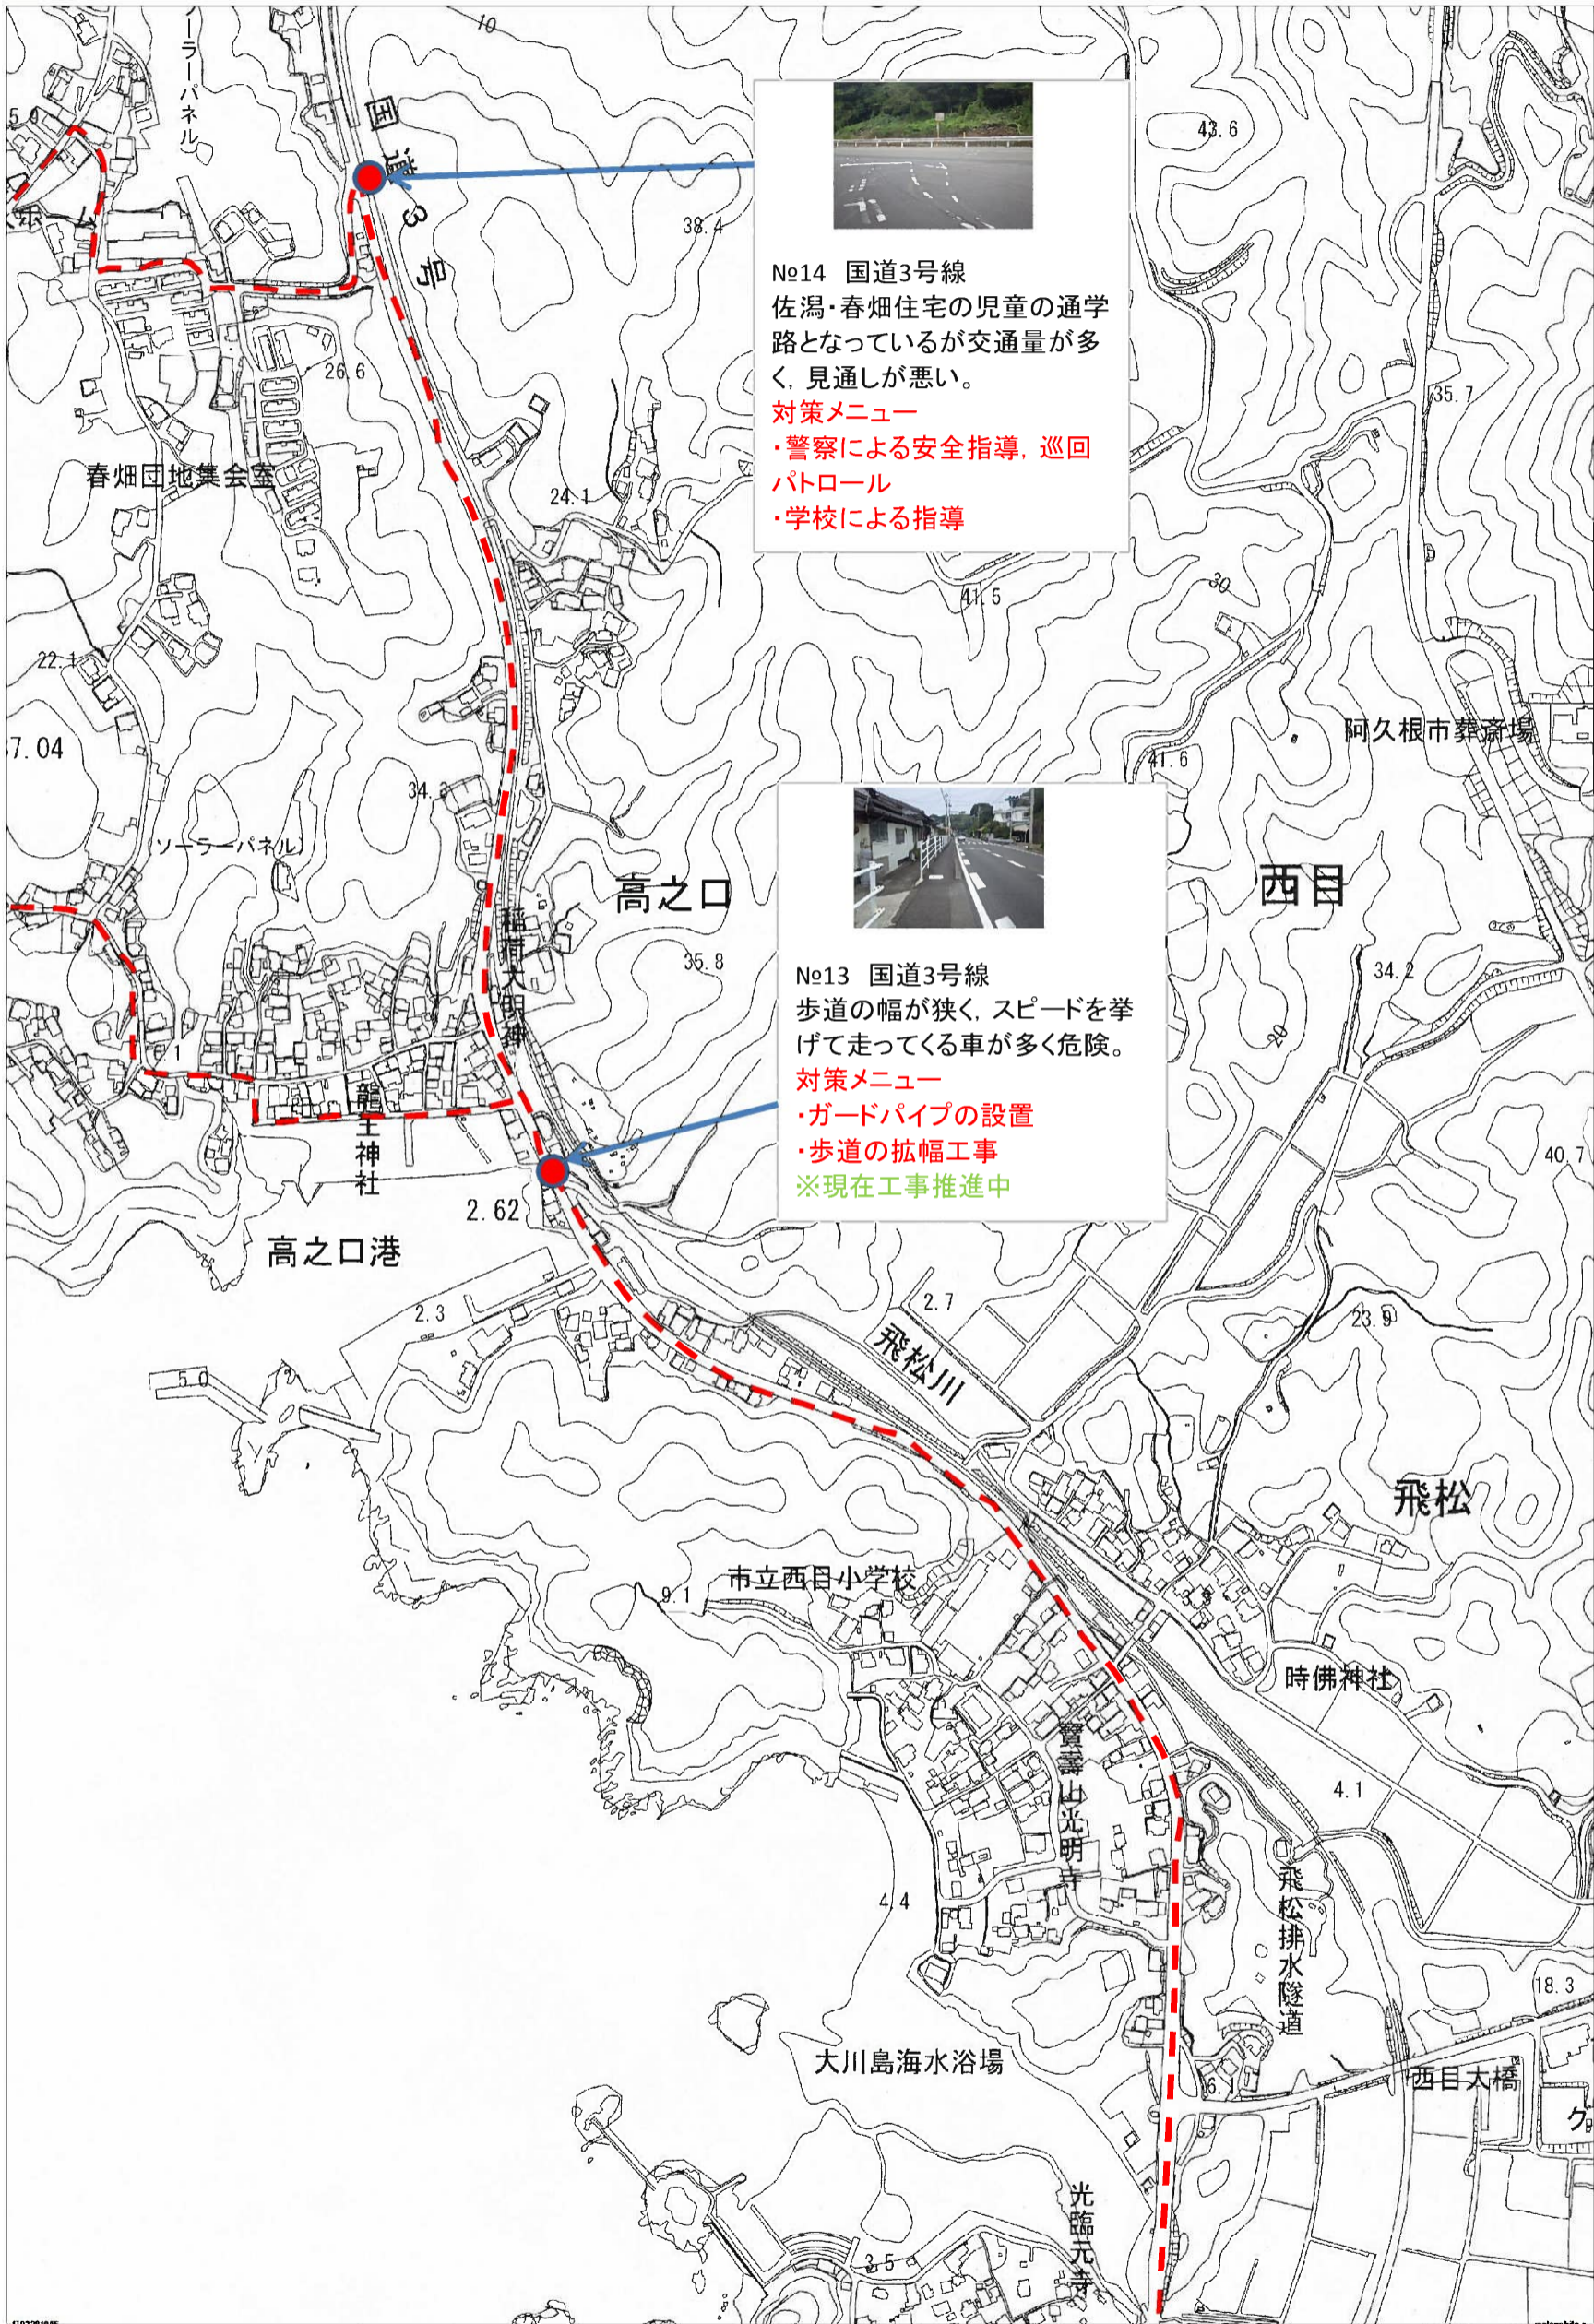 ソーラーパネル
10
国道3号
43.6
38.4
ホーム
№14 国道3号線
佐潟・春畑住宅の児童の通学
路となっているが交通量が多
く，見通しが悪い。
対策メニュー
・警察による安全指導，巡回
パトロール
・学校による指導
26.6
35.7
春畑団地集会室
24.1
41.5
30
22.1
7.04
阿久根市葬斎場
41.6
34.3
ソーラーパネル
高之口
西目
稲荷大明神
35.8
№13 国道3号線
歩道の幅が狭く，スピードを挙
げて走ってくる車が多く危険。
対策メニュー
・ガードパイプの設置
・歩道の拡幅工事
※現在工事推進中
34.2
20
龍王神社
40.7
2.62
高之口港
2.3
2.7
23.9
飛松川
5.0
飛松
市立西目小学校
9.1
3.9
時佛神社
寶壽山光明寺
4.1
4.4
飛松排水隧道
18.3
大川島海水浴場
西目大橋
6.1
グ
光臨元寺
3.5